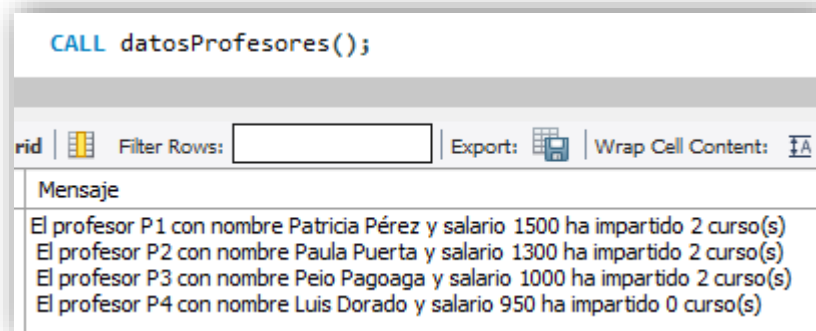 CALL datosProfesores();
rid Filter Rows: Export: Wrap Cell Content: IA
Mensaje
El profesor P1 con nombre Patricia Pérez y salario 1500 ha impartido 2 curso(s)
El profesor P2 con nombre Paula Puerta y salario 1300 ha impartido 2 curso(s)
El profesor P3 con nombre Peio Pagoaga y salario 1000 ha impartido 2 curso(s)
El profesor P4 con nombre Luis Dorado y salario 950 ha impartido 0 curso(s)